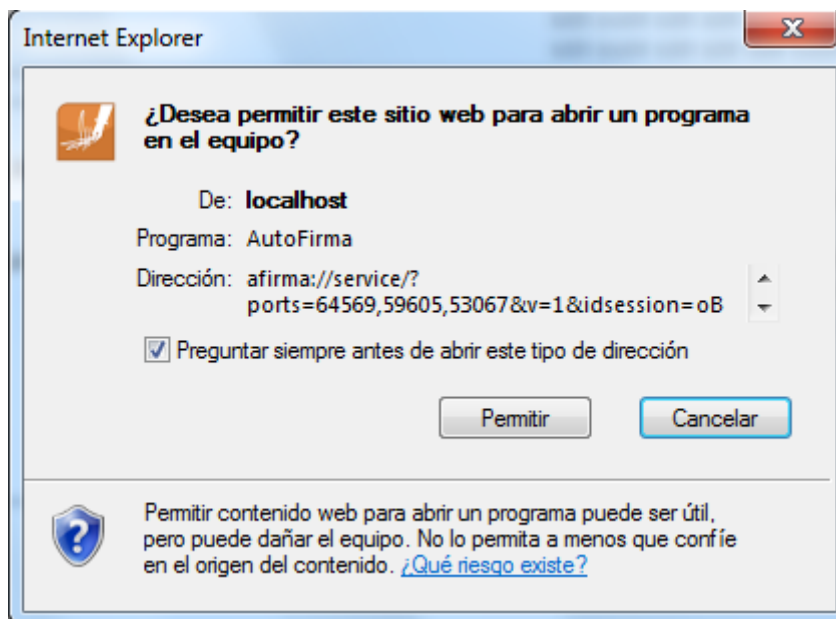 Internet Explorer
¿Desea permitir este sitio web para abrir un programa
en el equipo?
De: localhost
Programa: AutoFirma
Dirección: afirma://service/?
ports=64569,59605,53067&v=1&idsession=oB
Preguntar siempre antes de abrir este tipo de dirección
Permitir Cancelar
Permitir contenido web para abrir un programa puede ser útil,
pero puede dañar el equipo. No lo permita a menos que confíe
en el origen del contenido. ¿Qué riesgo existe?